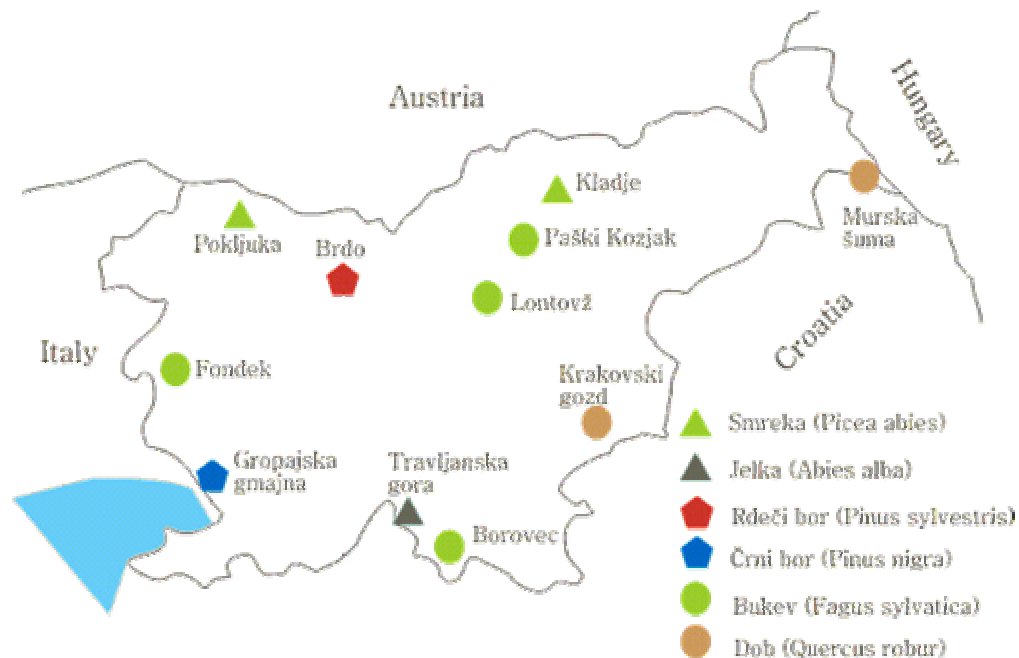 Austria
Hungary
Kladje
Pokljuka
Brdo
Paški Kozjak
Murska
šuma
Lontovž
Croatia
Italy
Fondek
Krakovski
gozd
Gropajska
gmajna
Travljanska
gora
Borovec
Smreka (Picea abies)
Jelka (Abies alba)
Rdeči bor (Pinus sylvestris)
Črni bor (Pinus nigra)
Bukev (Fagus sylvatica)
Dob (Quercus robur)